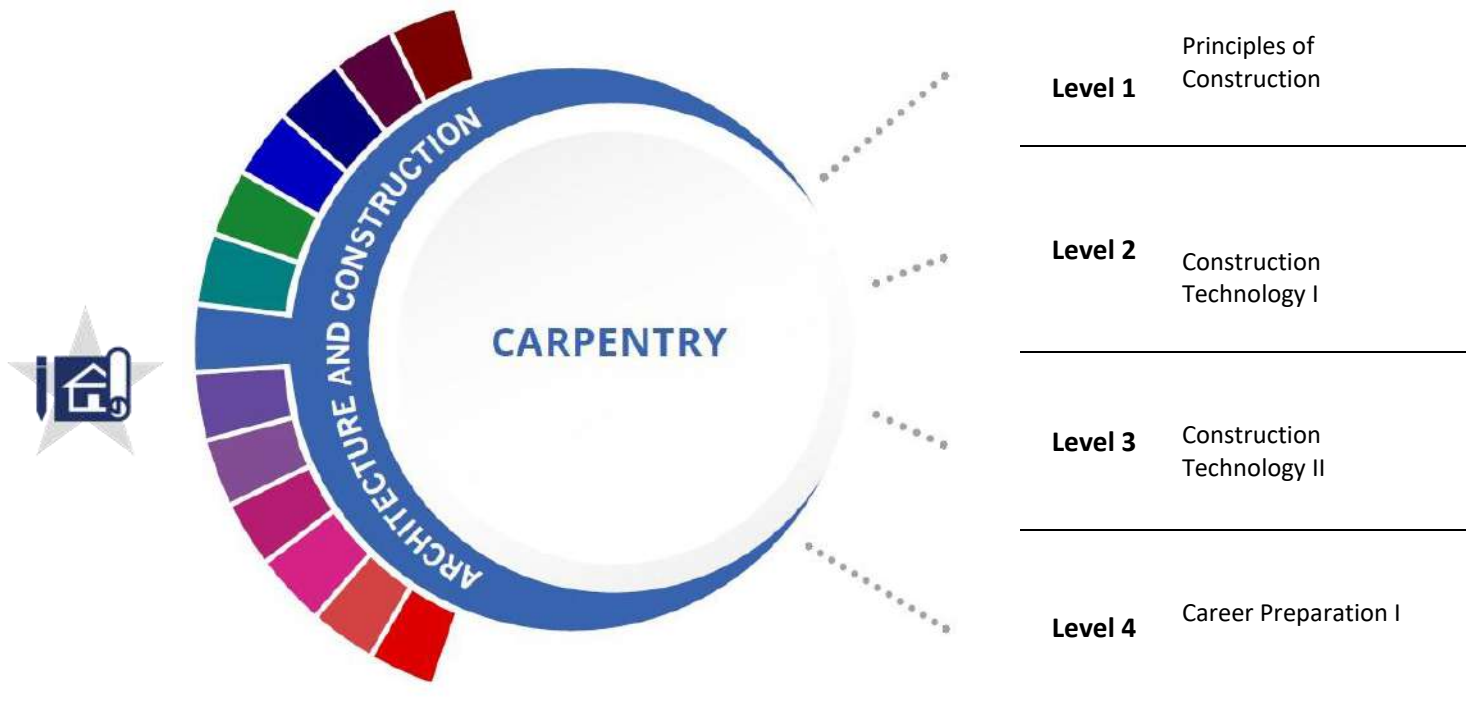 ARCHITECTURE AND CONSTRUCTION
CARPENTRY
Level 1
Principles of
Construction
Level 2
Construction
Technology I
Level 3
Construction
Technology II
Level 4
Career Preparation I